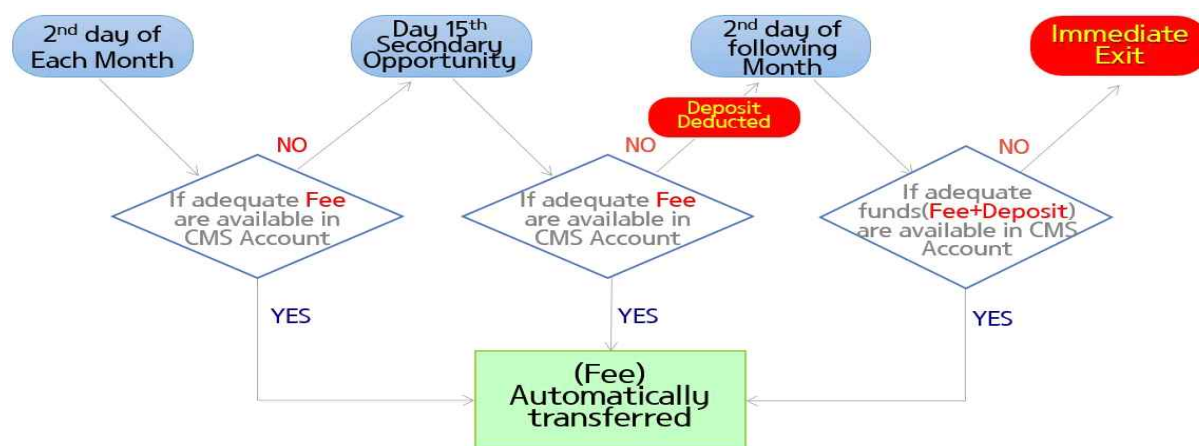 2nd day of
Each Month
Day 15th
Secondary
Opportunity
2nd day of
following
Month
Immediate
Exit
Deposit
Deducted
NO
NO
NO
If adequate Fee
are available in
CMS Account
If adequate Fee
are available in
CMS Account
If adequate
funds(Fee+Deposit)
are available in CMS
Account
YES
YES
YES
(Fee)
Automatically
transferred